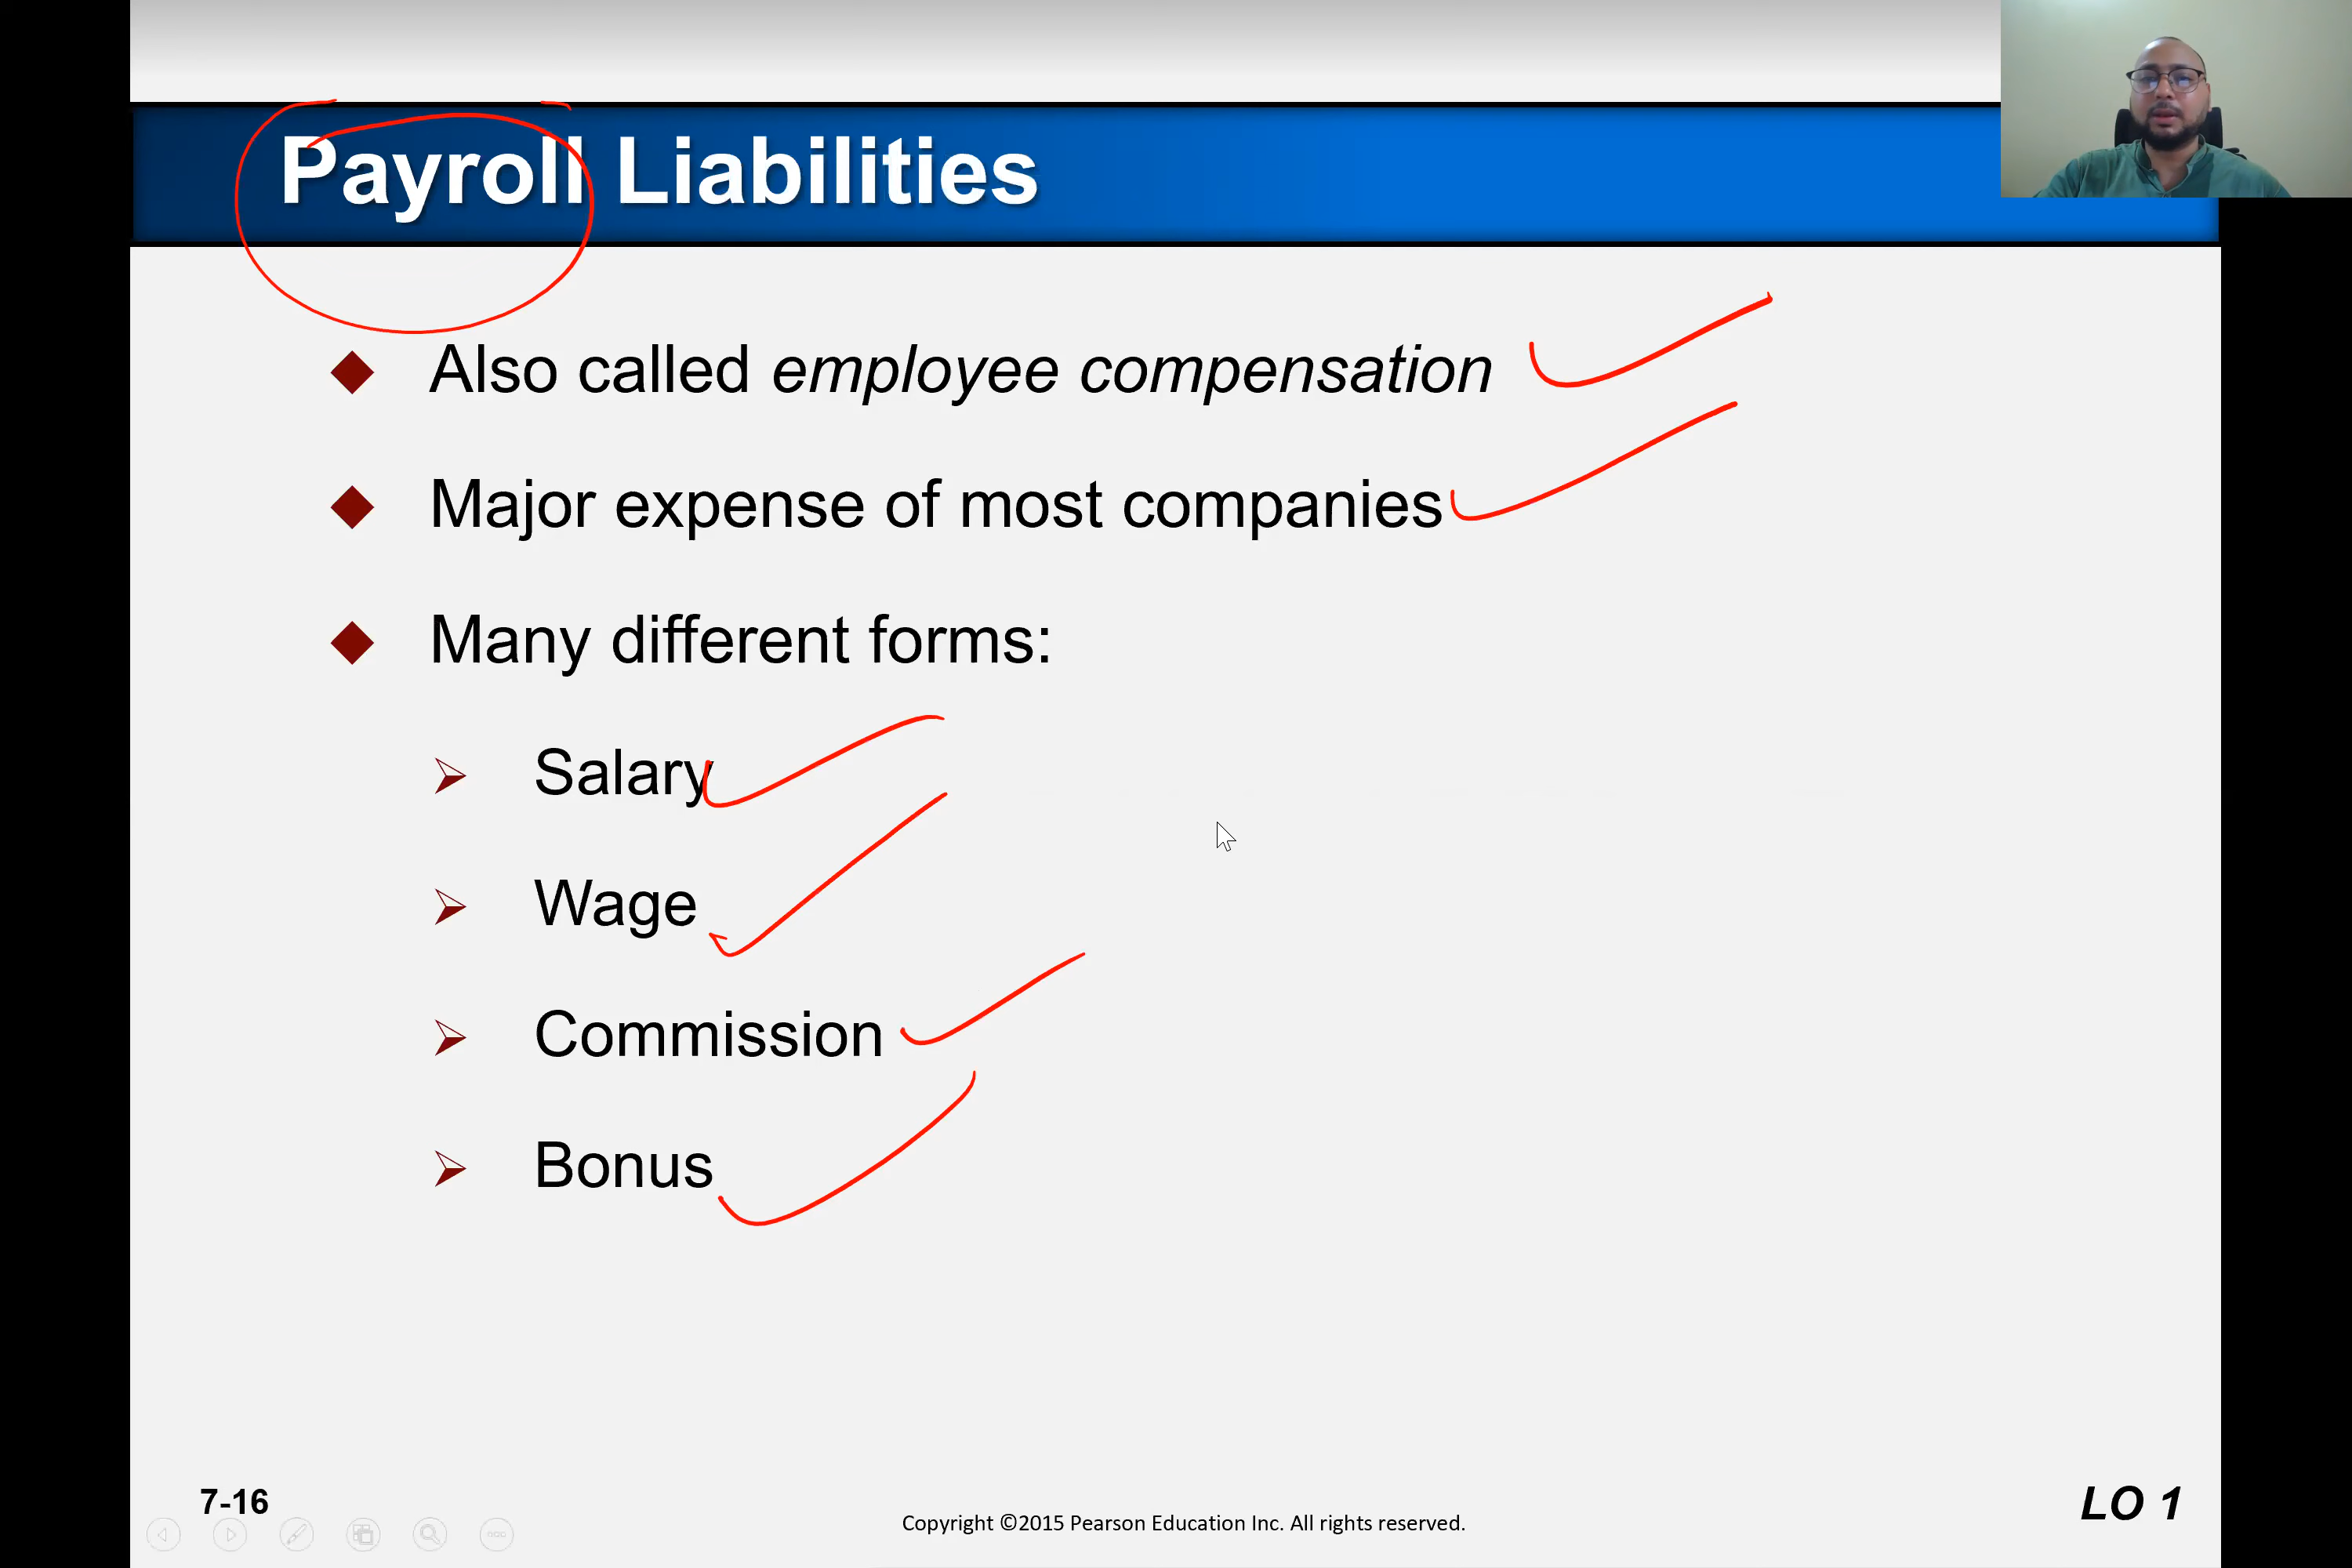 Payroll Liabilities
Also called employee compensation
Major expense of most companies
Many different forms:
Salary
Wage
Commission
Bonus
7-16
Copyright ©2015 Pearson Education Inc. All rights reserved.
LO 1